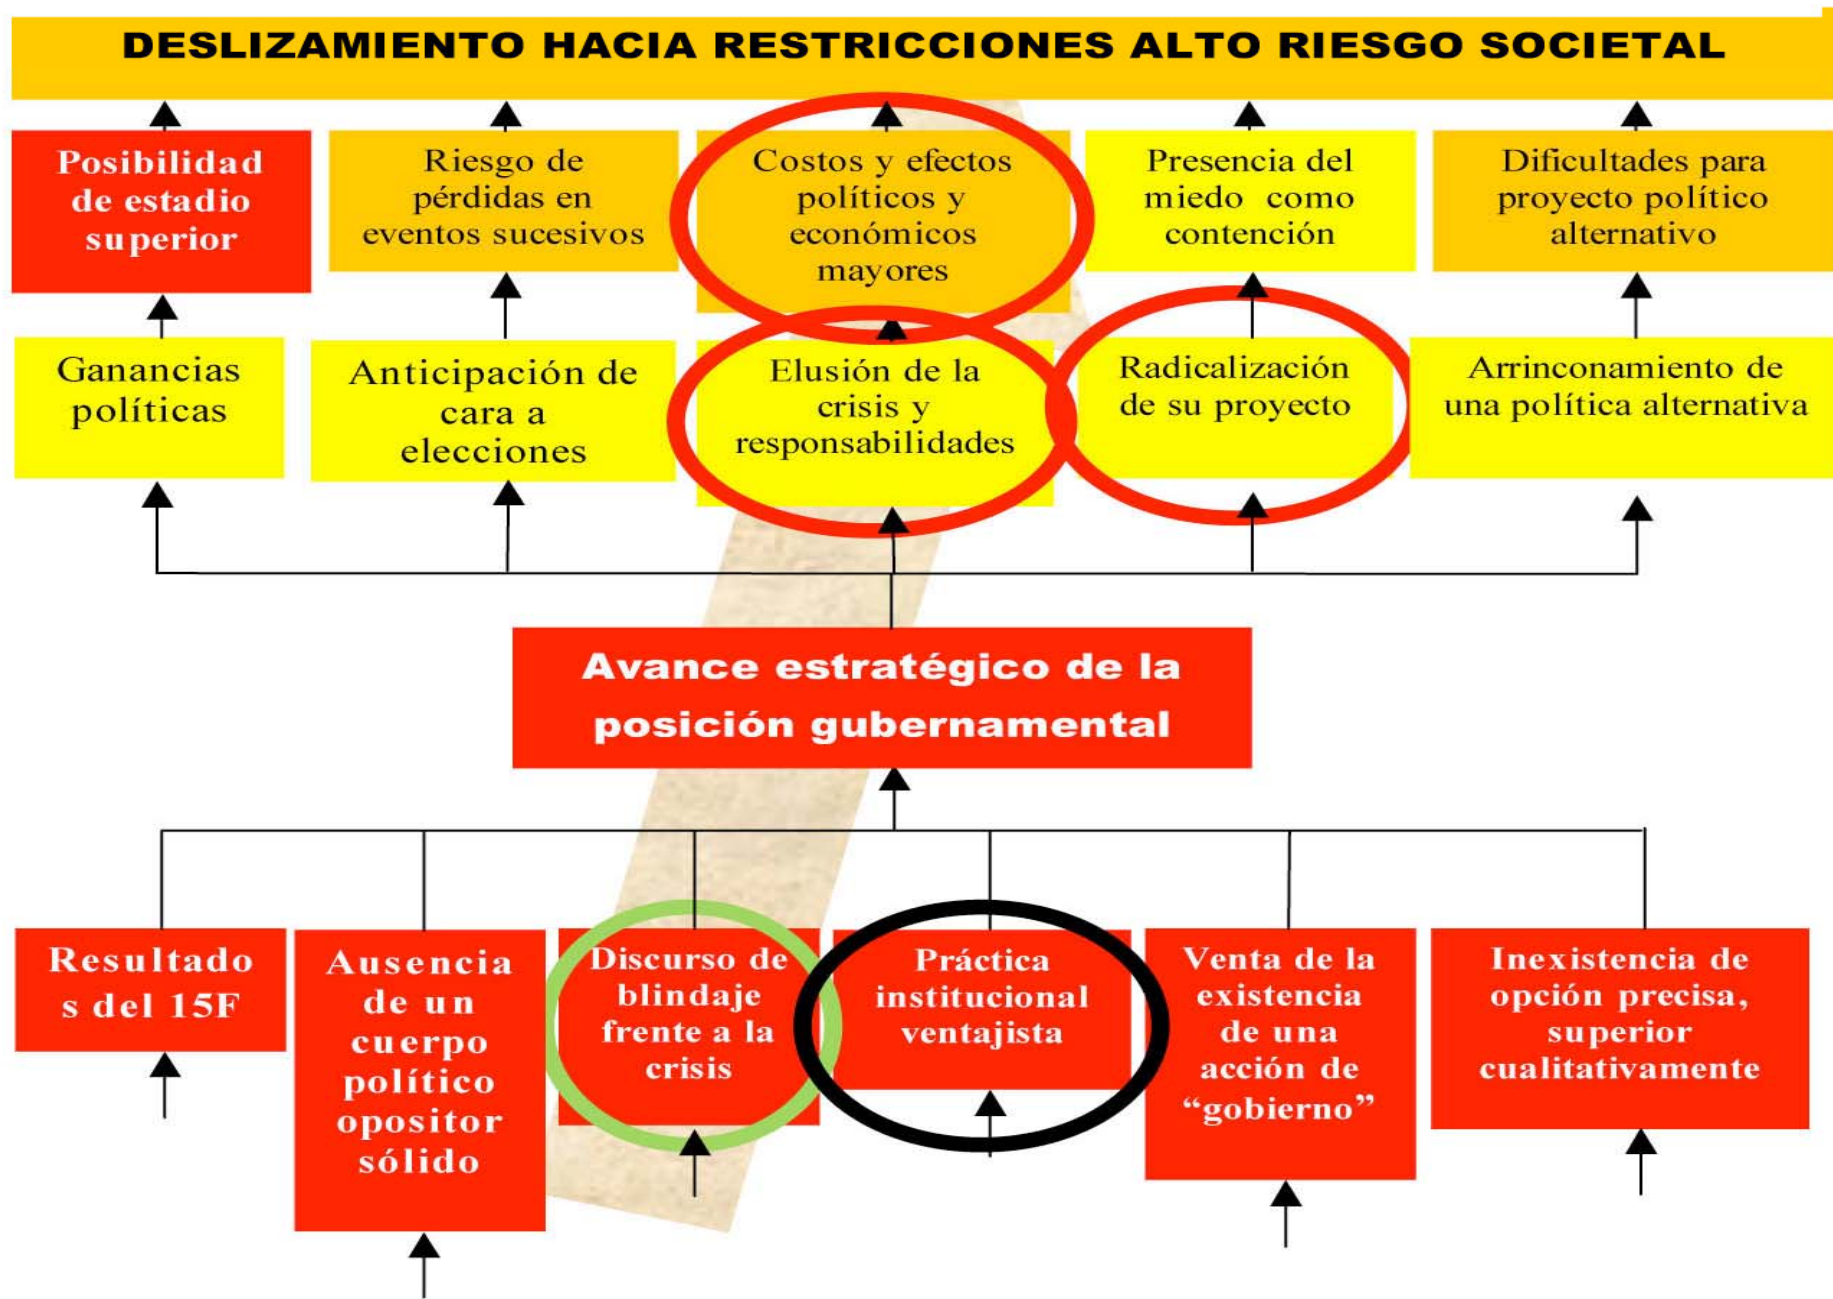 DESLIZAMIENTO HACIA RESTRICCIONES ALTO RIESGO SOCIETAL
Posibilidad
de estadio
superior
Riesgo de
pérdidas en
eventos sucesivos
Costos y efectos
políticos y
económicos
mayores
Presencia del
miedo como
contención
Dificultades para
proyecto político
alternativo
Ganancias
políticas
Anticipación de
cara a
elecciones
Elusión de la
crisis y
responsabilidades
Radicalización
de su proyecto
Arrinconamiento de
una política alternativa
Avance estratégico de la
posición gubernamental
Resultado
s del 15F
Ausencia
de un
cuerpo
político
opositor
sólido
Discurso de
blindaje
frente a la
crisis
Práctica
institucional
ventajista
Venta de la
existencia
de una
acción de
“gobierno”
Inexistencia de
opción precisa,
superior
cualitativamente